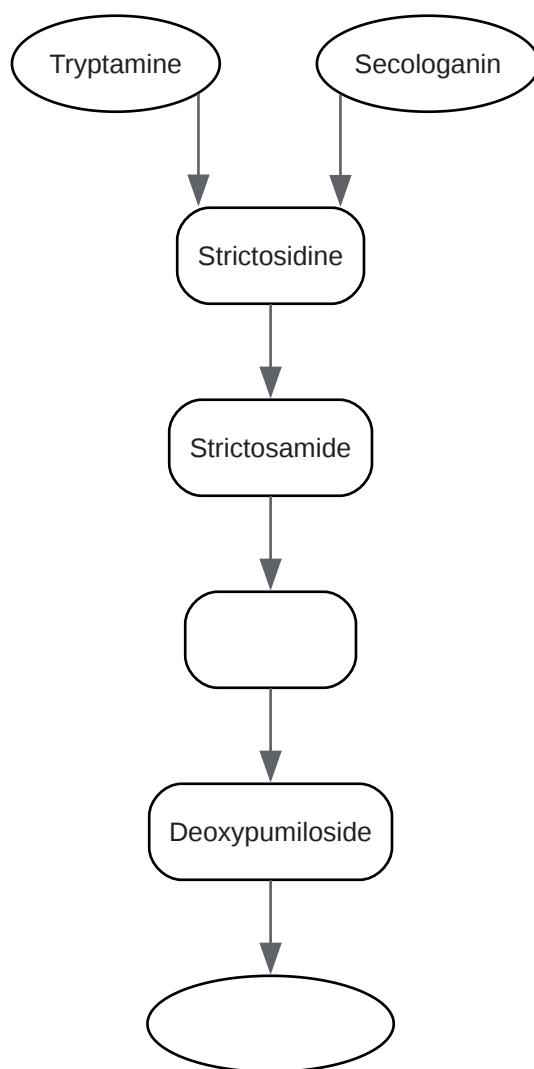 Tryptamine
Secologanin
Strictosidine
Strictosamide
Deoxypumiloside